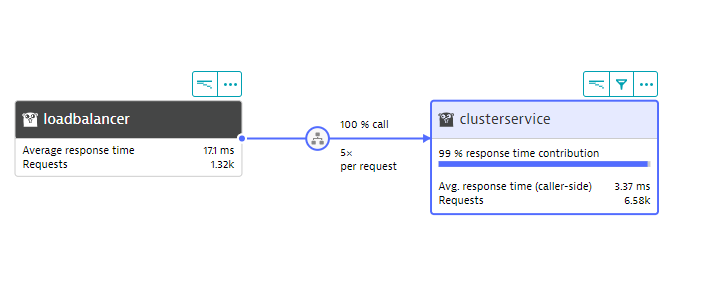 loadbalancer
Average response time 17.1 ms
Requests 1.32k
100 % call
5×
per request
clusterservice
99 % response time contribution
Avg. response time (caller-side) 3.37 ms
Requests 6.58k